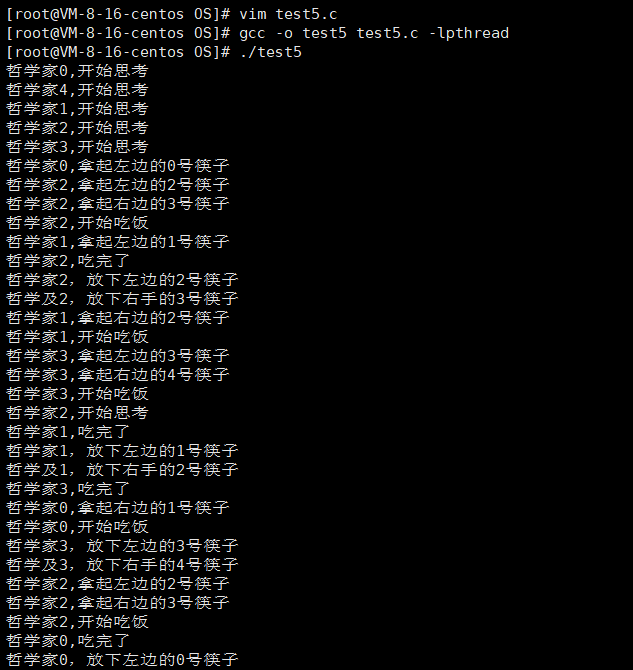 [root@VM-8-16-centos OS]# vim test5.c
[root@VM-8-16-centos OS]# gcc -o test5 test5.c -lpthread
[root@VM-8-16-centos OS]# ./test5
哲学家0,开始思考
哲学家4,开始思考
哲学家1,开始思考
哲学家2,开始思考
哲学家3,开始思考
哲学家0,拿起左边的0号筷子
哲学家2,拿起左边的2号筷子
哲学家2,拿起右边的3号筷子
哲学家2,开始吃饭
哲学家1,拿起左边的1号筷子
哲学家2,吃完了
哲学家2，放下左边的2号筷子
哲学及2，放下右手的3号筷子
哲学家1,拿起右边的2号筷子
哲学家1,开始吃饭
哲学家3,拿起左边的3号筷子
哲学家3,拿起右边的4号筷子
哲学家3,开始吃饭
哲学家2,开始思考
哲学家1,吃完了
哲学家1，放下左边的1号筷子
哲学及1，放下右手的2号筷子
哲学家3,吃完了
哲学家0,拿起右边的1号筷子
哲学家0,开始吃饭
哲学家3，放下左边的3号筷子
哲学及3，放下右手的4号筷子
哲学家2,拿起左边的2号筷子
哲学家2,拿起右边的3号筷子
哲学家2,开始吃饭
哲学家0,吃完了
哲学家0，放下左边的0号筷子